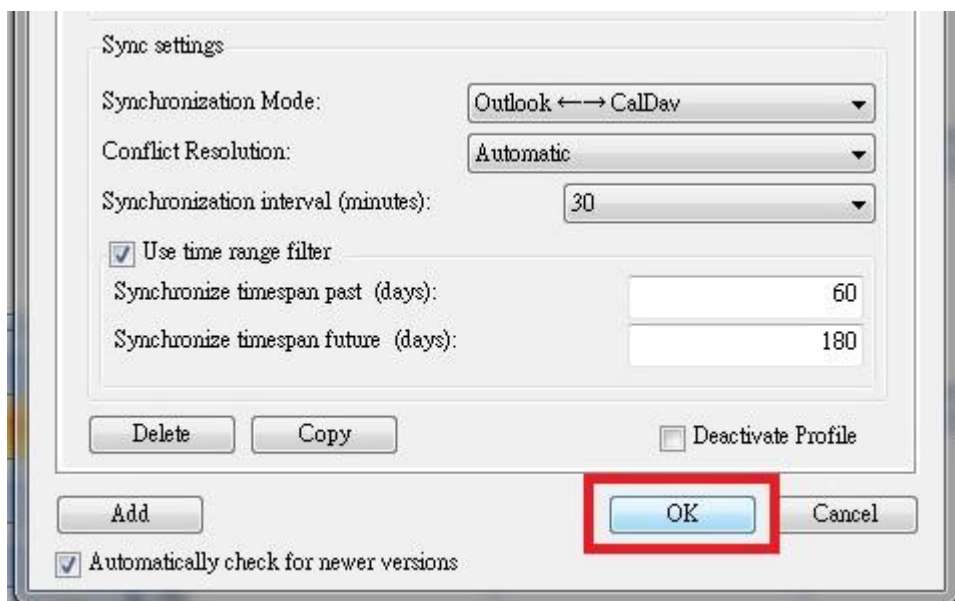 Sync settings
Synchronization Mode: Outlook ←→ CalDav
Conflict Resolution: Automatic
Synchronization interval (minutes): 30
Use time range filter
Synchronize timespan past (days): 60
Synchronize timespan future (days): 180
Delete Copy Deactivate Profile
Add OK Cancel
Automatically check for newer versions